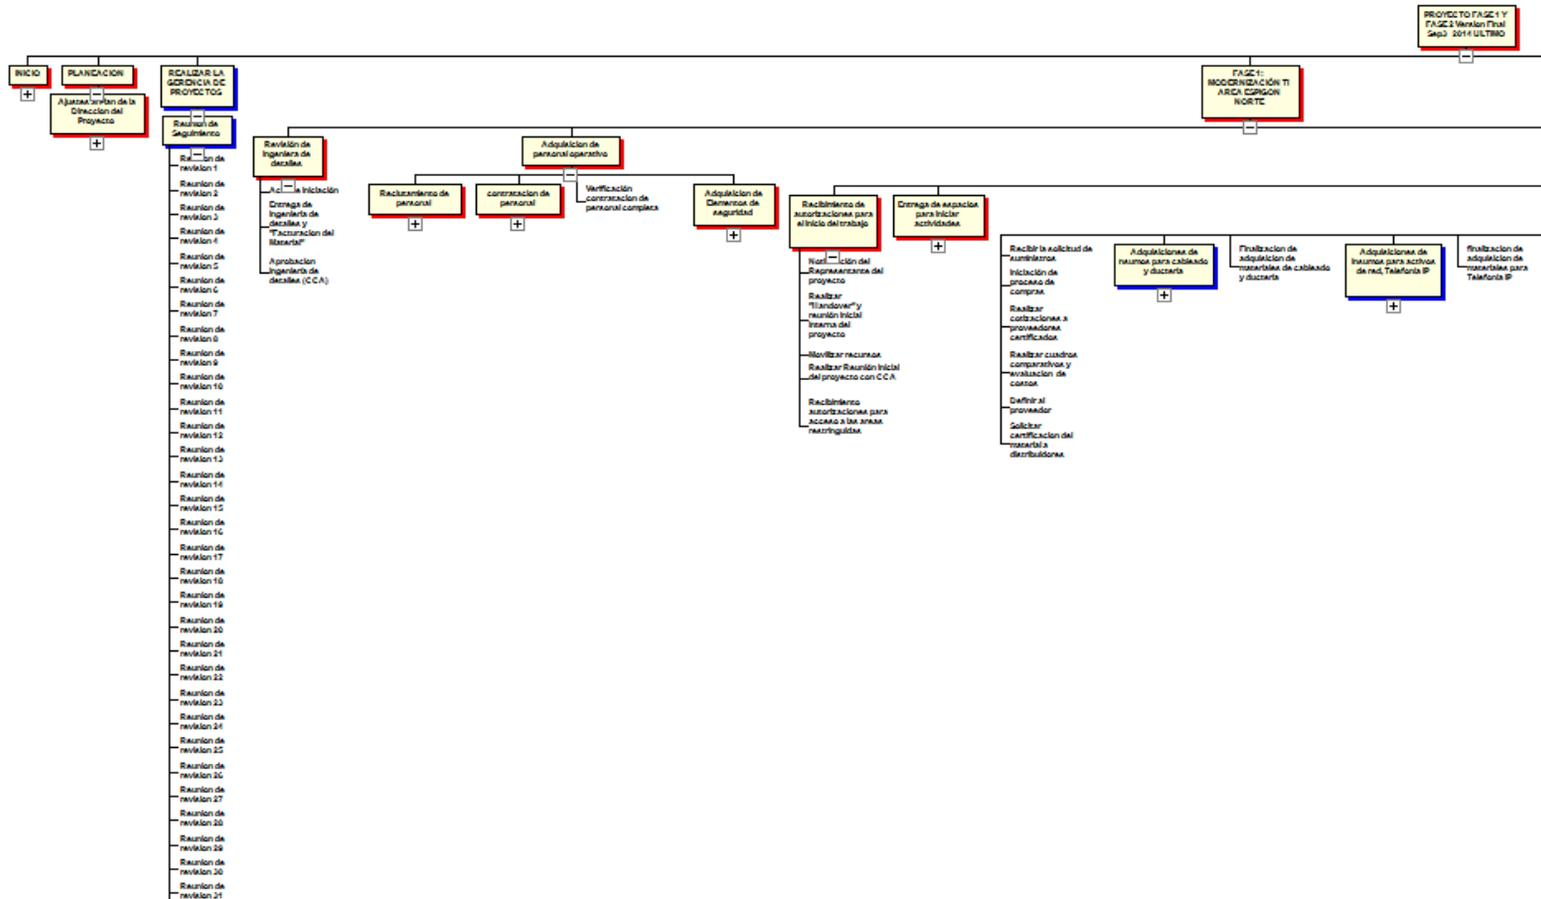 PROYECTO FASE 1 Y
FASE 2 Version Final
Sep3 2014 ULTIMO
INICIO
PLANEACION
Ajustes al Plan de la
Direccion del
Proyecto
REALIZAR LA
GERENCIA DE
PROYECTOS
Reunion de
Seguimiento
Reunion de
revision 1
Reunion de
revision 2
Reunion de
revision 3
Reunion de
revision 4
Reunion de
revision 5
Reunion de
revision 6
Reunion de
revision 7
Reunion de
revision 8
Reunion de
revision 9
Reunion de
revision 10
Reunion de
revision 11
Reunion de
revision 12
Reunion de
revision 13
Reunion de
revision 14
Reunion de
revision 15
Reunion de
revision 16
Reunion de
revision 17
Reunion de
revision 18
Reunion de
revision 19
Reunion de
revision 20
Reunion de
revision 21
Reunion de
revision 22
Reunion de
revision 23
Reunion de
revision 24
Reunion de
revision 25
Reunion de
revision 26
Reunion de
revision 27
Reunion de
revision 28
Reunion de
revision 29
Reunion de
revision 30
Reunion de
revision 31
FASE 1:
MODERNIZACIÓN TI
AREA ESPIGON
NORTE
Revisión de
Ingeniera de
detalles
Iniciación
Entrega de
Ingeniería de
detalles y
"Facturacion del
Material"
Aprobacion
Ingeniería de
detalles (CCA)
Adquisicion de
personal operativo
Reclutamiento de
personal
contratacion de
personal
Verificación
contratacion de
personal completa
Adquisicion de
Elementos de
seguridad
Recibimiento de
autorizaciones para
el inicio del trabajo
Notificación del
Representante del
proyecto
Realizar
"Handover" y
reunión inicial
interna del
proyecto
Movilizar recursos
Realizar Reunión Inicial
del proyecto con CCA
Recibimiento
autorizaciones para
acceso a las areas
restringuidas
Entrega de espacios
para iniciar
actividades
Recibir la solicitud de
suministros
Iniciación de
proceso de
compras
Realizar
cotizaciones a
proveedores
certificados
Realizar cuadros
comparativos y
evaluacion de
costos
Definir al
proveedor
Solicitar
certificacion del
material a
distribuidores
Adquisiciones de
nsumos para cableado
y ducteria
Finalizacion de
adquisicion de
materiales de cableado
y ducteria
Adquisiciones de
insumos para activos
de red, Telefonía IP
finalizacion de
adquisicion de
materiales para
Telefonía IP